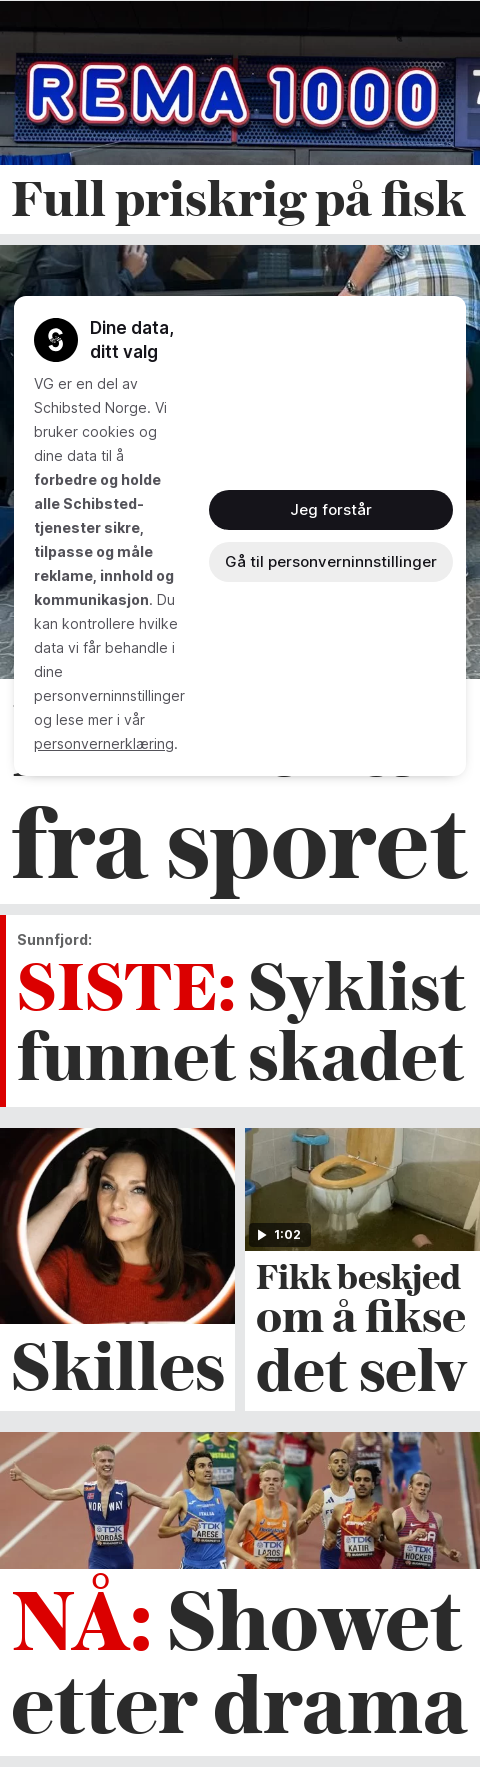 REMA 1000
Full priskrig på fisk
Dine data,
ditt valg
VG er en del av
Schibsted Norge. Vi
bruker cookies og
dine data til å
forbedre og holde
alle Schibsted-
tjenester sikre,
tilpasse og måle
reklame, innhold og
kommunikasjon. Du
kan kontrollere hvilke
data vi får behandle i
dine
personverninnstillinger
og lese mer i vår
personvernerklæring.
Jeg forstår
Gå til personverninnstillinger
fra sporet
Sunnfjord:
SISTE: Syklist
funnet skadet
Skilles
1:02
Fikk beskjed
om å fikse
det selv
NORWAY
TDK
NORDÅS
ITALIA
TDK
ARESE
TDK
LAROS
TDK
KATIR
TDK
HOCKER
NÅ: Showet
etter drama